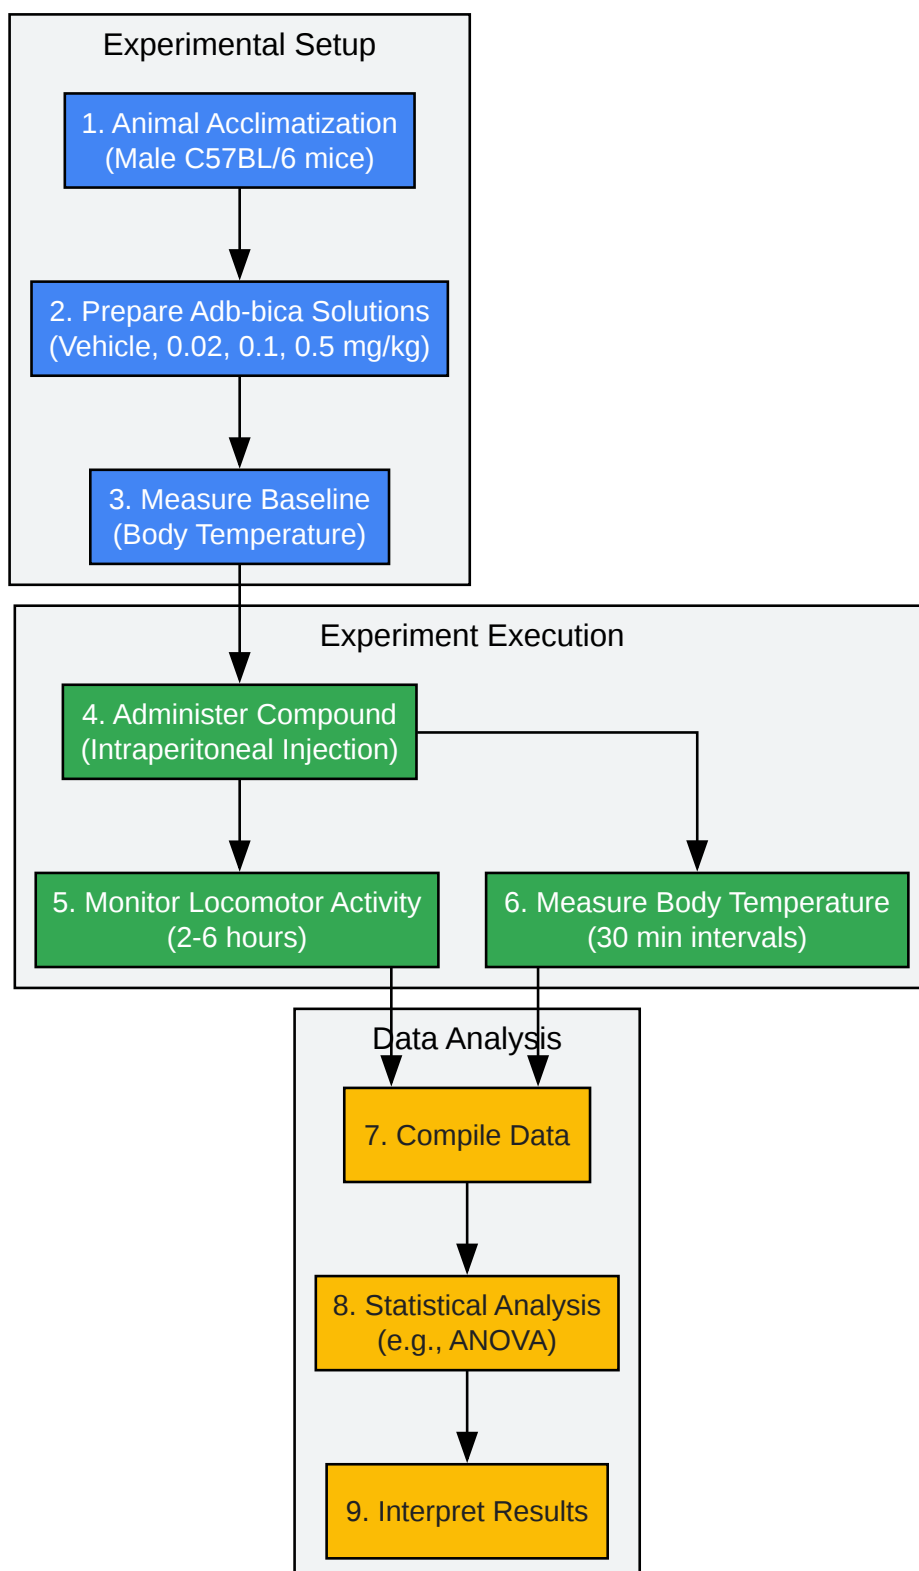 Experimental Setup
1. Animal Acclimatization
(Male C57BL/6 mice)
2. Prepare Adb-bica Solutions
(Vehicle, 0.02, 0.1, 0.5 mg/kg)
3. Measure Baseline
(Body Temperature)
Experiment Execution
4. Administer Compound
(Intraperitoneal Injection)
5. Monitor Locomotor Activity
(2-6 hours)
6. Measure Body Temperature
(30 min intervals)
Data Analysis
7. Compile Data
8. Statistical Analysis
(e.g., ANOVA)
9. Interpret Results